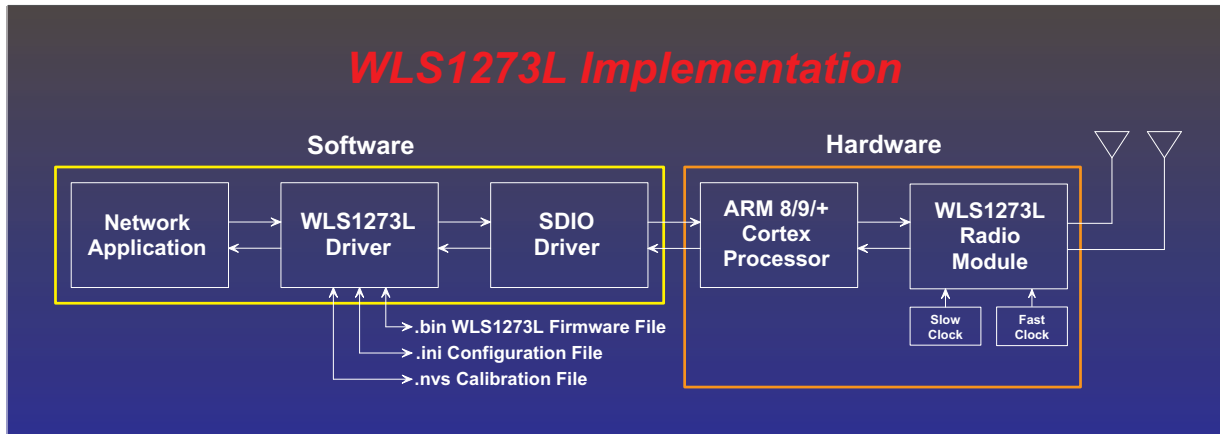 WLS1273L Implementation
Software
Hardware
Network
Application
WLS1273L
Driver
SDIO
Driver
ARM 8/9/+
Cortex
Processor
WLS1273L
Radio
Module
Slow
Clock
Fast
Clock
.bin WLS1273L Firmware File
.ini Configuration File
.nvs Calibration File